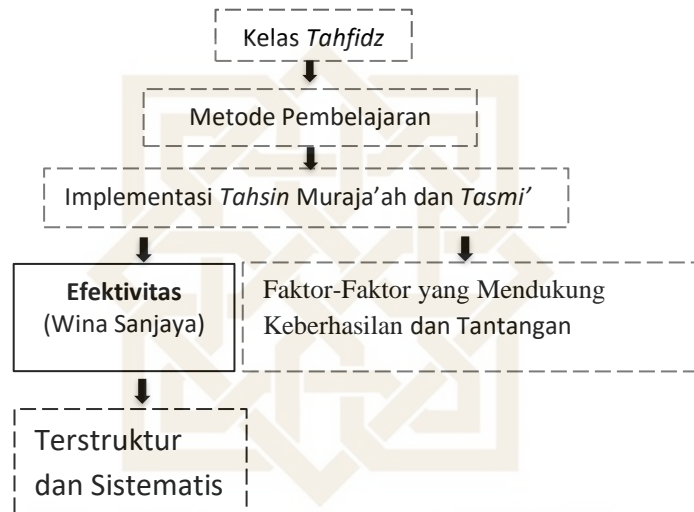 Kelas Tahfidz
Metode Pembelajaran
Implementasi Tahsin Muraja’ah dan Tasmi’
Efektivitas
(Wina Sanjaya)
Faktor-Faktor yang Mendukung
Keberhasilan dan Tantangan
Terstruktur
dan Sistematis